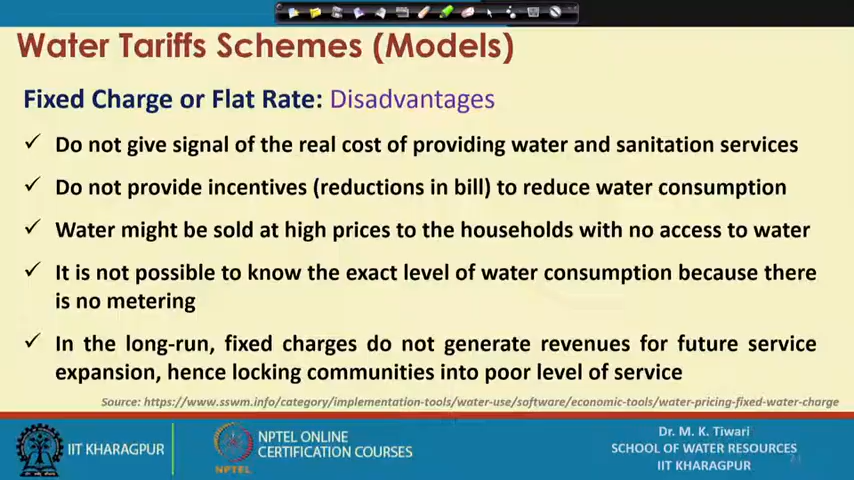 Water Tariffs Schemes (Models)
Fixed Charge or Flat Rate: Disadvantages
✓ Do not give signal of the real cost of providing water and sanitation services
✓ Do not provide incentives (reductions in bill) to reduce water consumption
✓ Water might be sold at high prices to the households with no access to water
✓ It is not possible to know the exact level of water consumption because there
is no metering
✓ In the long-run, fixed charges do not generate revenues for future service
expansion, hence locking communities into poor level of service
Source: https://www.sswm.info/category/implementation-tools/water-use/software/economic-tools/water-pricing-fixed-water-charge
IIT KHARAGPUR
NPTEL
NPTEL ONLINE
CERTIFICATION COURSES
Dr. M. K. Tiwari
SCHOOL OF WATER RESOURCES
IIT KHARAGPUR